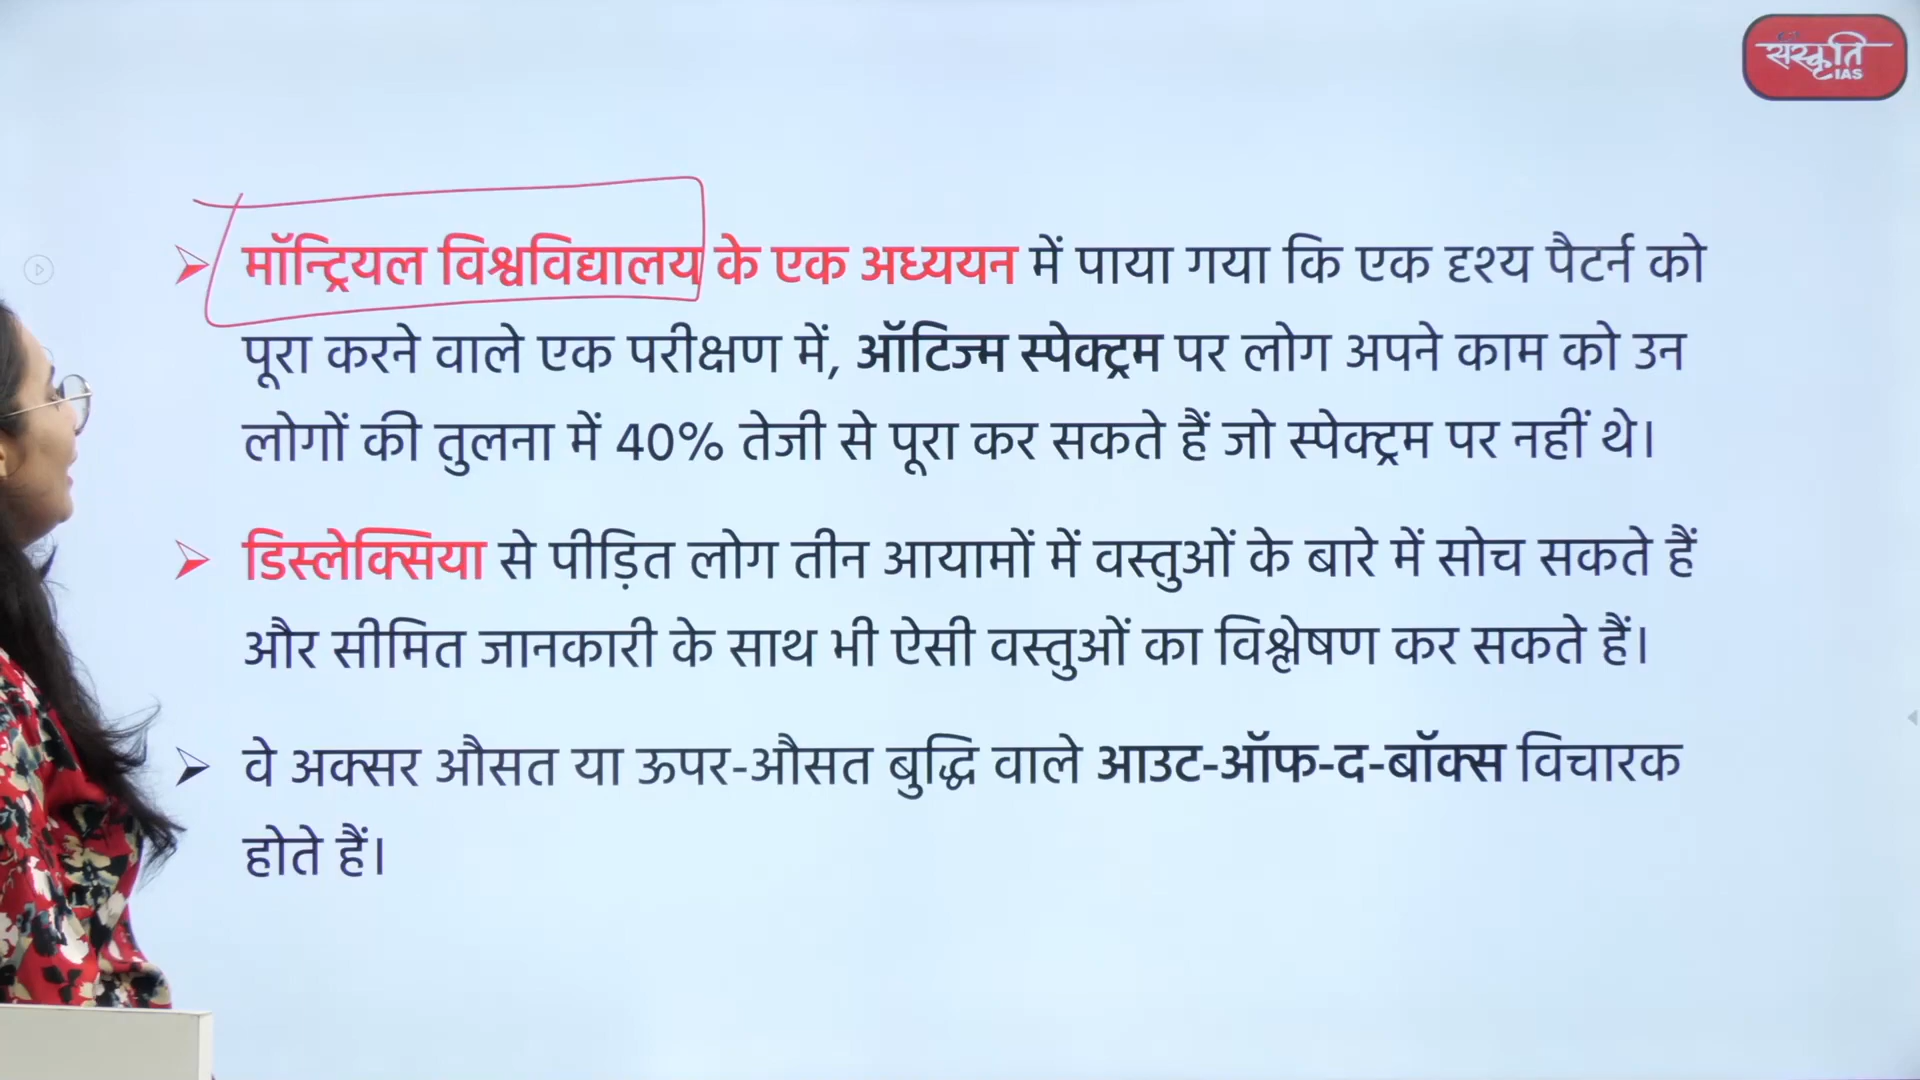 संस्कृति
IAS
मॉन्ट्रियल विश्वविद्यालय के एक अध्ययन में पाया गया कि एक दृश्य पैटर्न को
पूरा करने वाले एक परीक्षण में, ऑटिज्म स्पेक्ट्रम पर लोग अपने काम को उन
लोगों की तुलना में 40% तेजी से पूरा कर सकते हैं जो स्पेक्ट्रम पर नहीं थे।
डिस्लेक्सिया से पीड़ित लोग तीन आयामों में वस्तुओं के बारे में सोच सकते हैं
और सीमित जानकारी के साथ भी ऐसी वस्तुओं का विश्लेषण कर सकते हैं।
वे अक्सर औसत या ऊपर-औसत बुद्धि वाले आउट-ऑफ-द-बॉक्स विचारक
होते हैं।